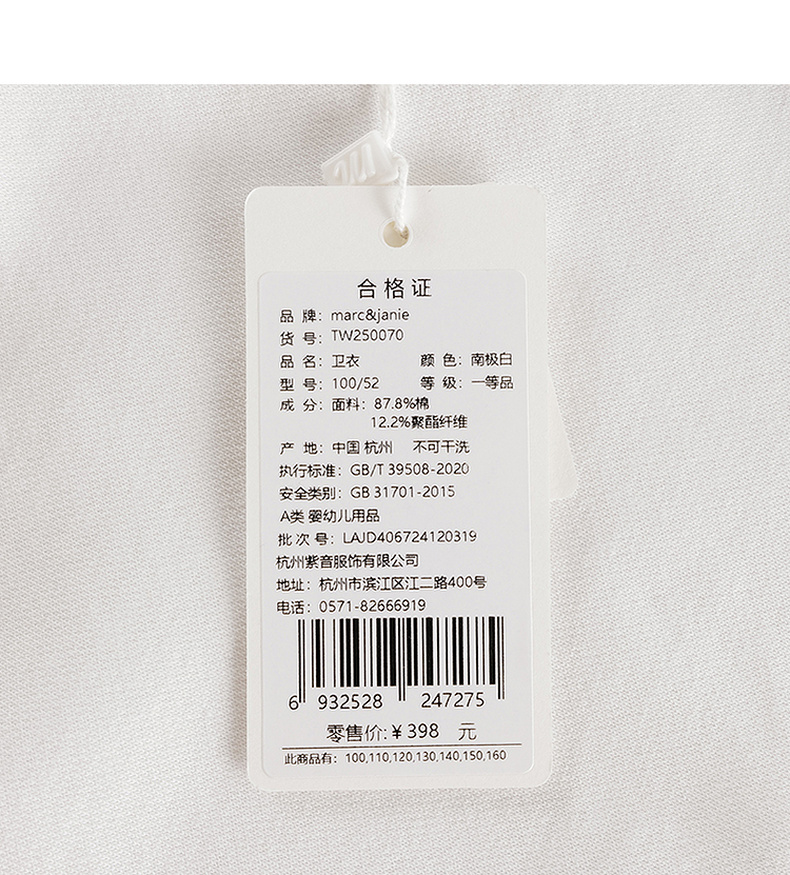 合格证
品 牌：marc&janie
货 号：TW250070
品 名：卫衣 颜 色：南极白
型 号：100/52 等 级：一等品
成 分：面料：87.8%棉
12.2%聚酯纤维
产 地：中国 杭州 不可干洗
执行标准：GB/T 39508-2020
安全类别：GB 31701-2015
A类 婴幼儿用品
批 次 号：LAJD406724120319
杭州紫音服饰有限公司
地址：杭州市滨江区江二路400号
电话：0571-82666919
6 932528 247275
零售价:￥398 元
此商品有：100,110,120,130,140,150,160